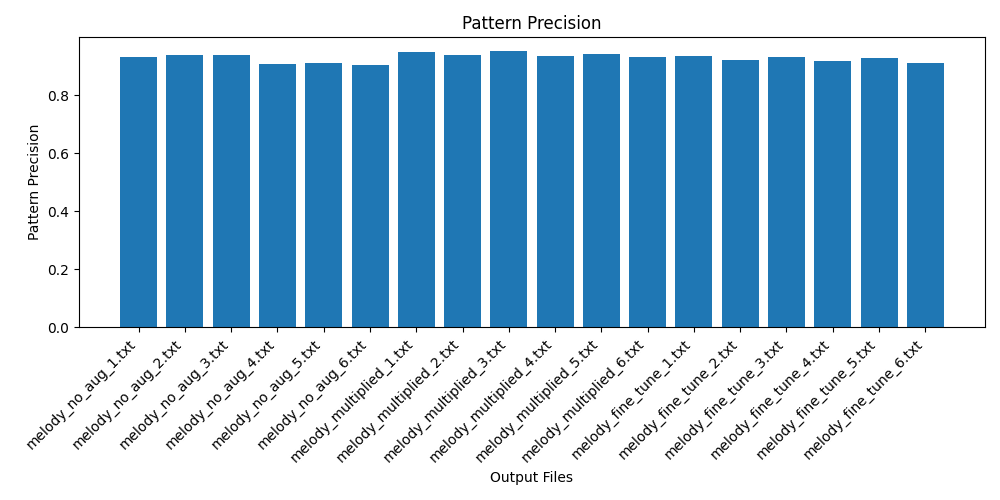 Pattern Precision
Pattern Precision
0.8
0.6
0.4
0.2
0.0
melody_no_aug_1.txt
melody_no_aug_2.txt
melody_no_aug_3.txt
melody_no_aug_4.txt
melody_no_aug_5.txt
melody_no_aug_6.txt
melody_multiplied_1.txt
melody_multiplied_2.txt
melody_multiplied_3.txt
melody_multiplied_4.txt
melody_multiplied_5.txt
melody_multiplied_6.txt
melody_fine_tune_1.txt
melody_fine_tune_2.txt
melody_fine_tune_3.txt
melody_fine_tune_4.txt
melody_fine_tune_5.txt
melody_fine_tune_6.txt
Output Files